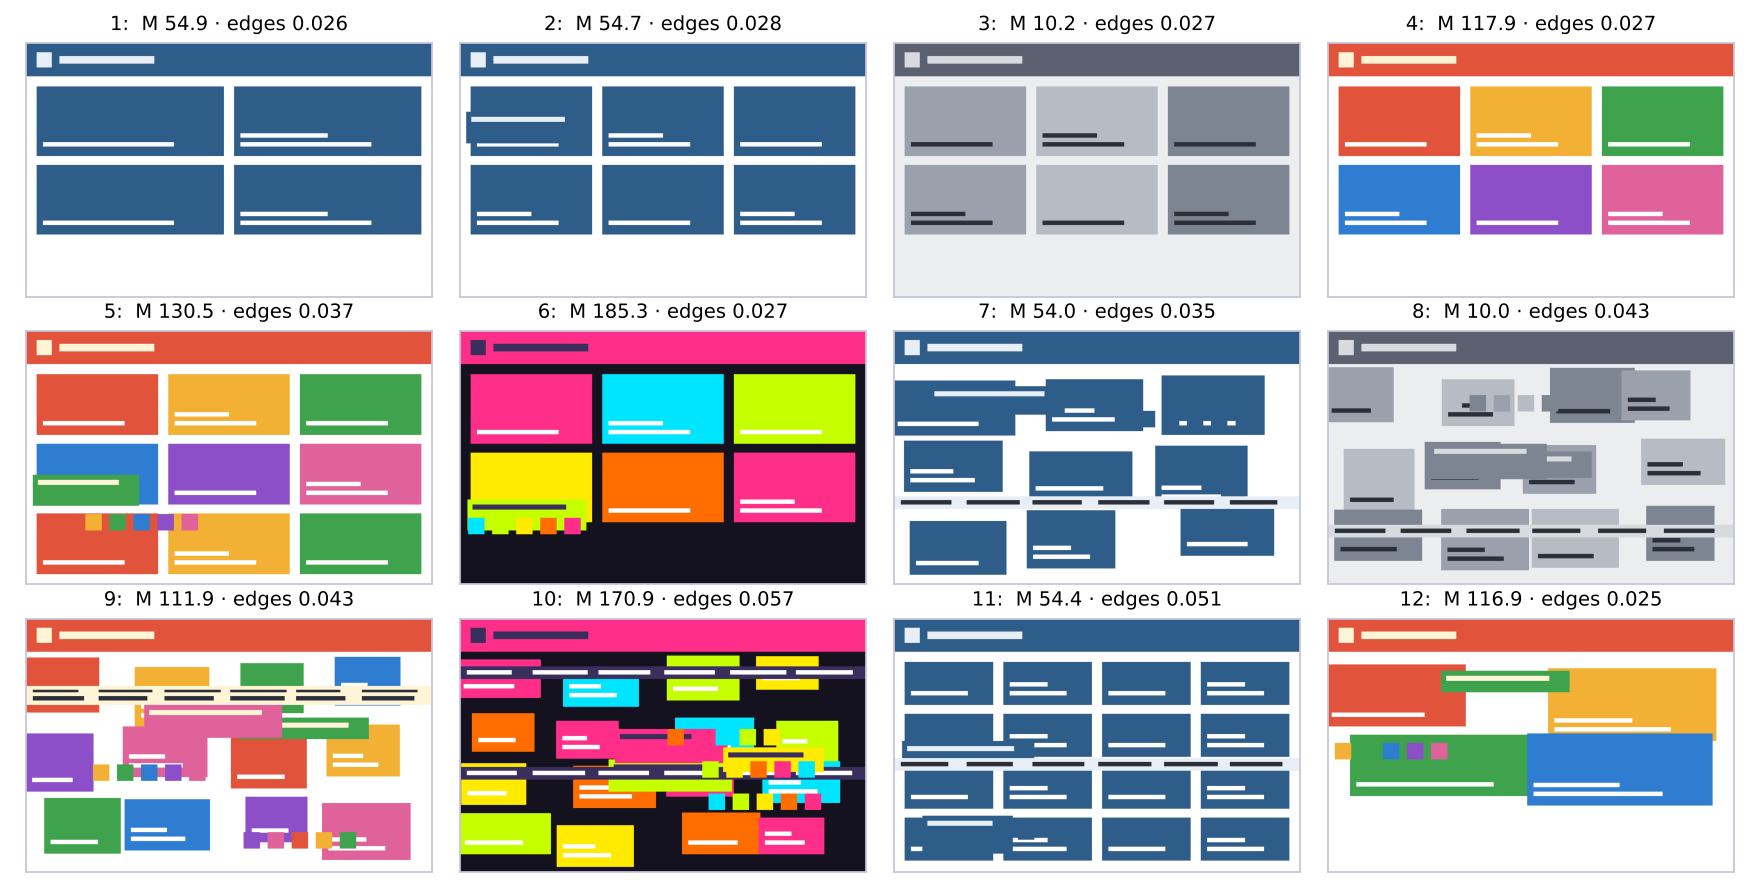 1:  M 54.9 · edges 0.026
2:  M 54.7 · edges 0.028
3:  M 10.2 · edges 0.027
4:  M 117.9 · edges 0.027
5:  M 130.5 · edges 0.037
6:  M 185.3 · edges 0.027
7:  M 54.0 · edges 0.035
8:  M 10.0 · edges 0.043
9:  M 111.9 · edges 0.043
10:  M 170.9 · edges 0.057
11:  M 54.4 · edges 0.051
12:  M 116.9 · edges 0.025